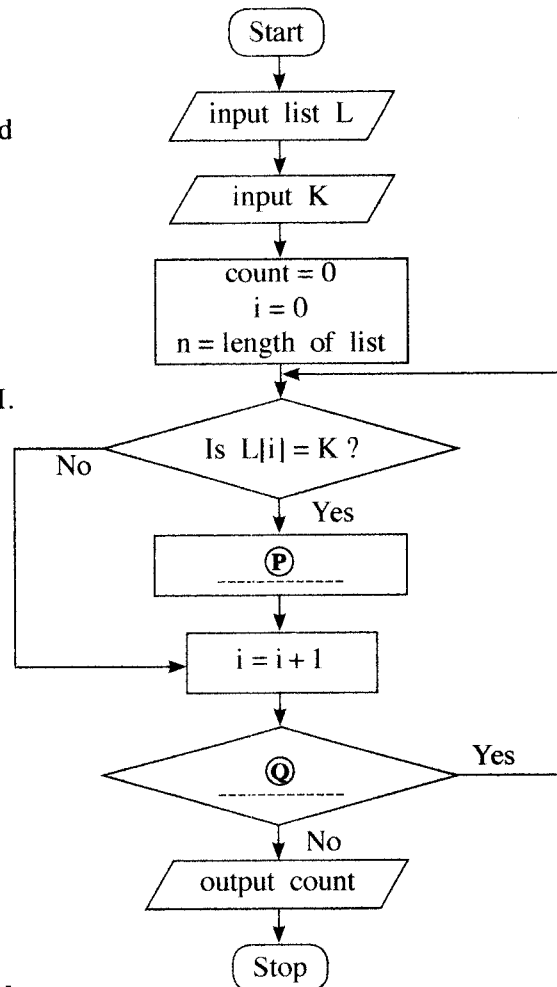 Start
d
input list L
input K
count = 0
i = 0
n = length of list
I.
Is L[i] = K ?
No
Yes
P
i = i + 1
Q
Yes
No
output count
Stop